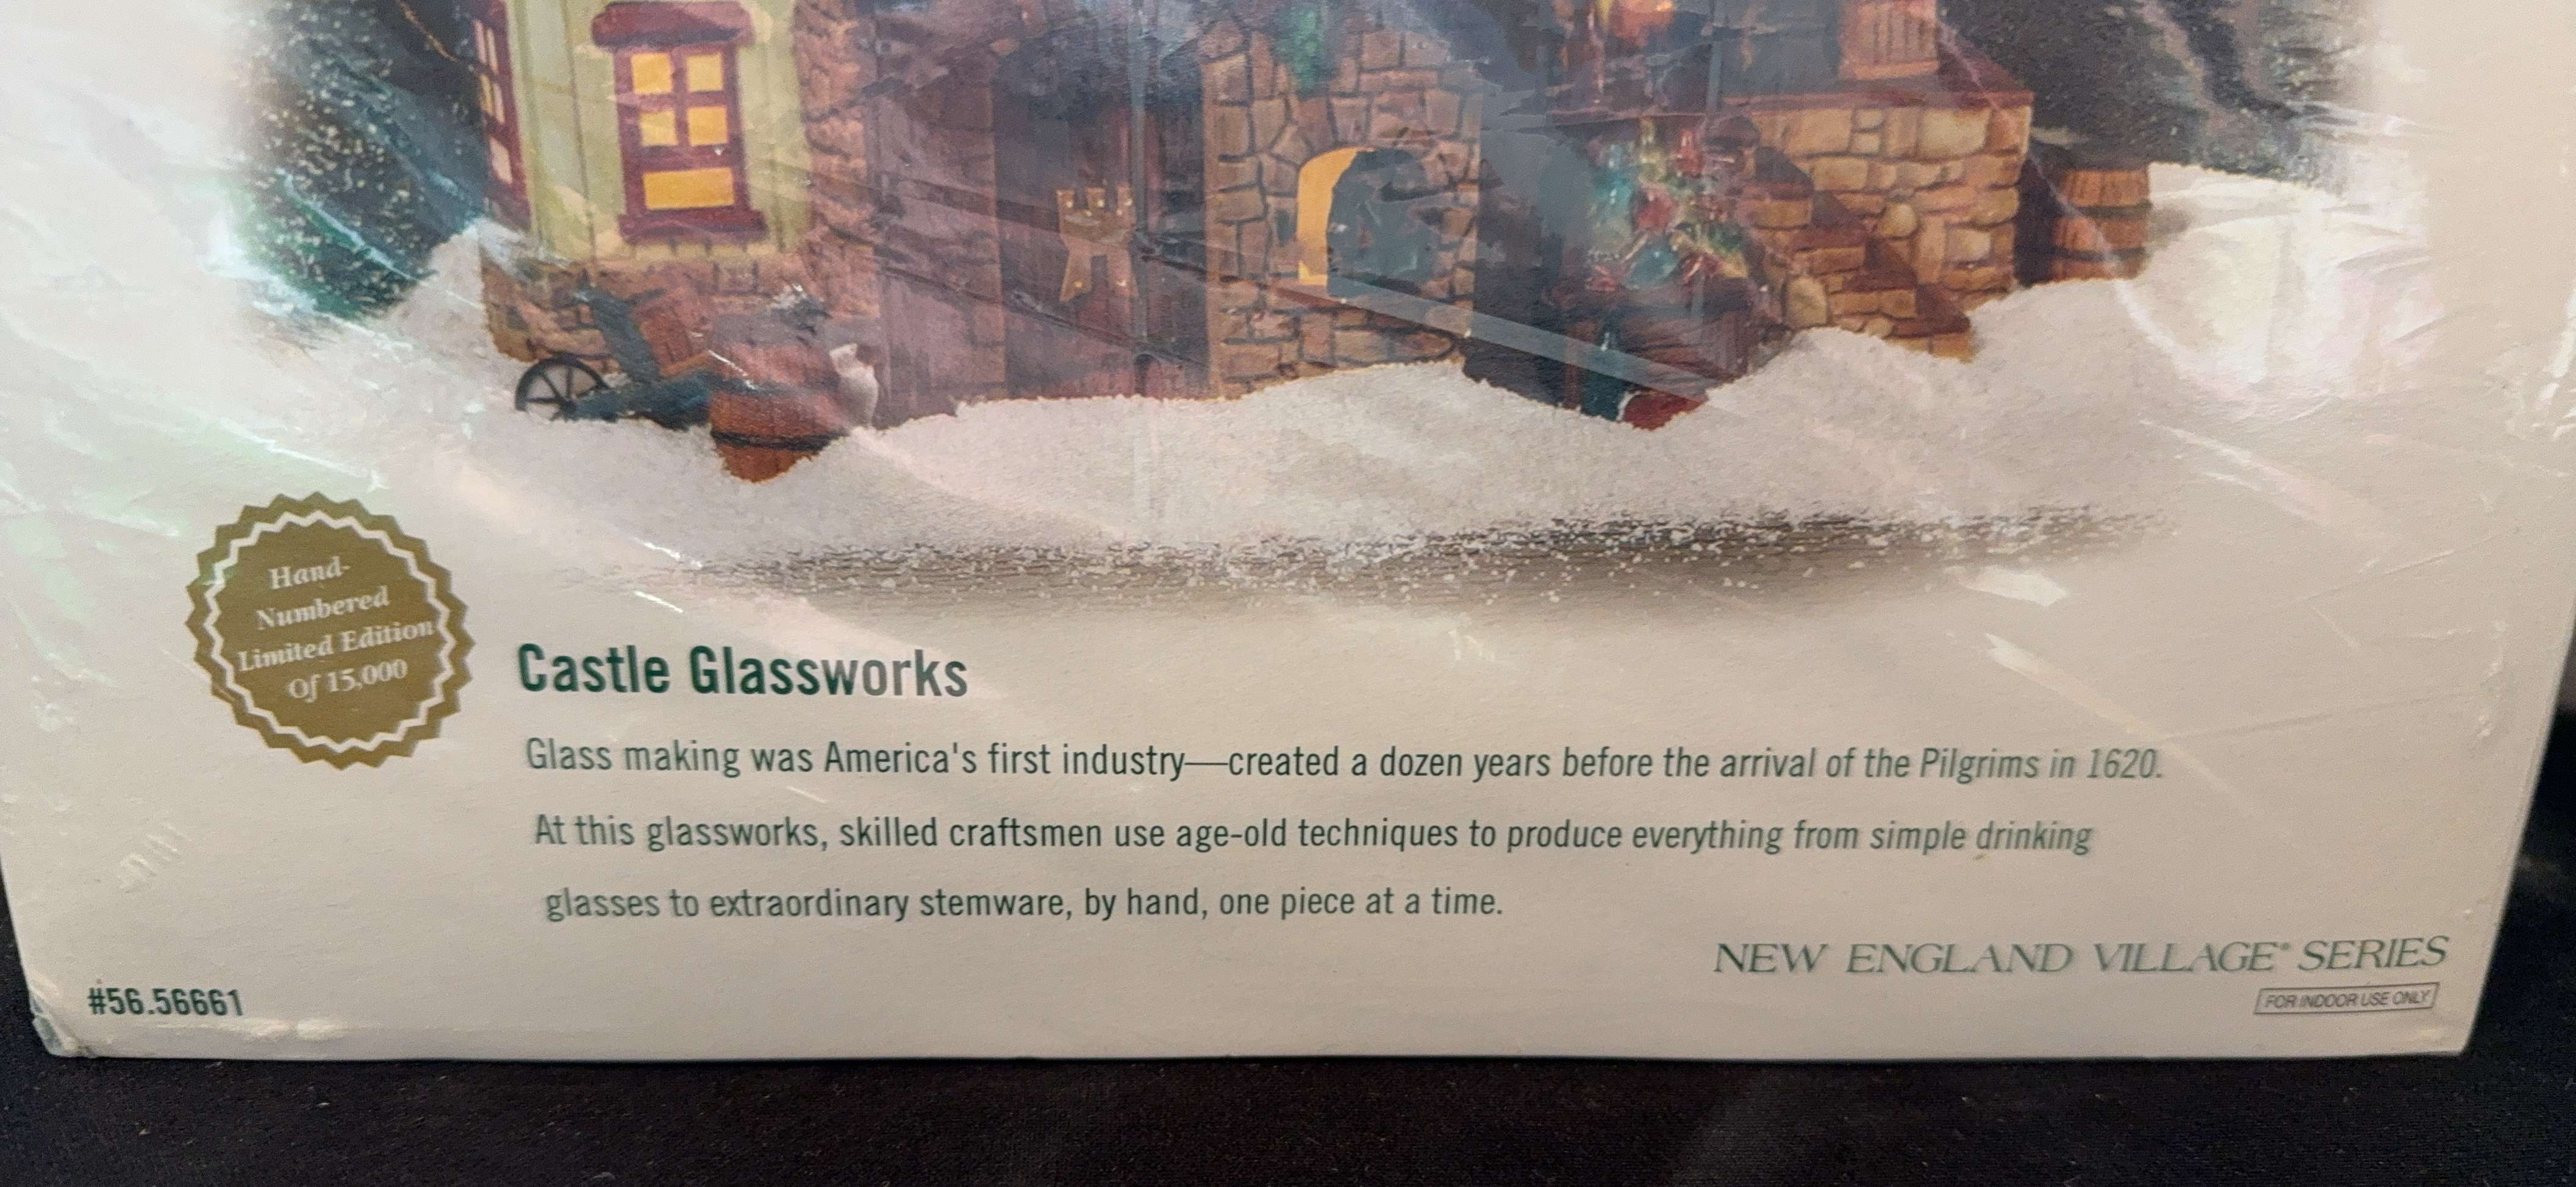 Hand-
Numbered
Limited Edition
Of 15,000
Castle Glassworks
Glass making was America's first industry—created a dozen years before the arrival of the Pilgrims in 1620.
At this glassworks, skilled craftsmen use age-old techniques to produce everything from simple drinking
glasses to extraordinary stemware, by hand, one piece at a time.
NEW ENGLAND VILLAGE® SERIES
FOR INDOOR USE ONLY
#56.56661